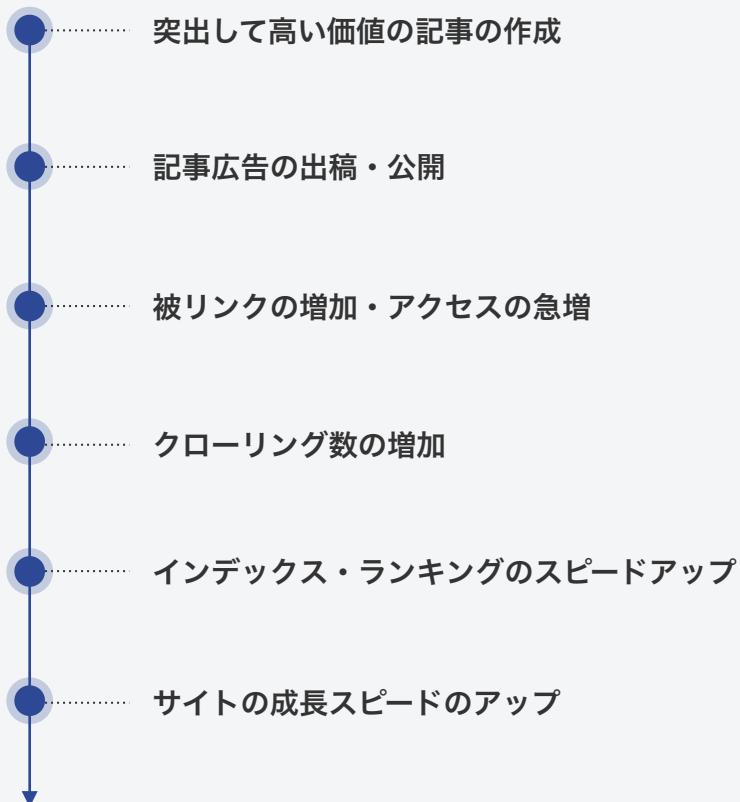 突出して高い価値の記事の作成
記事広告の出稿・公開
被リンクの増加・アクセスの急増
クローリング数の増加
インデックス・ランキングのスピードアップ
サイトの成長スピードのアップ